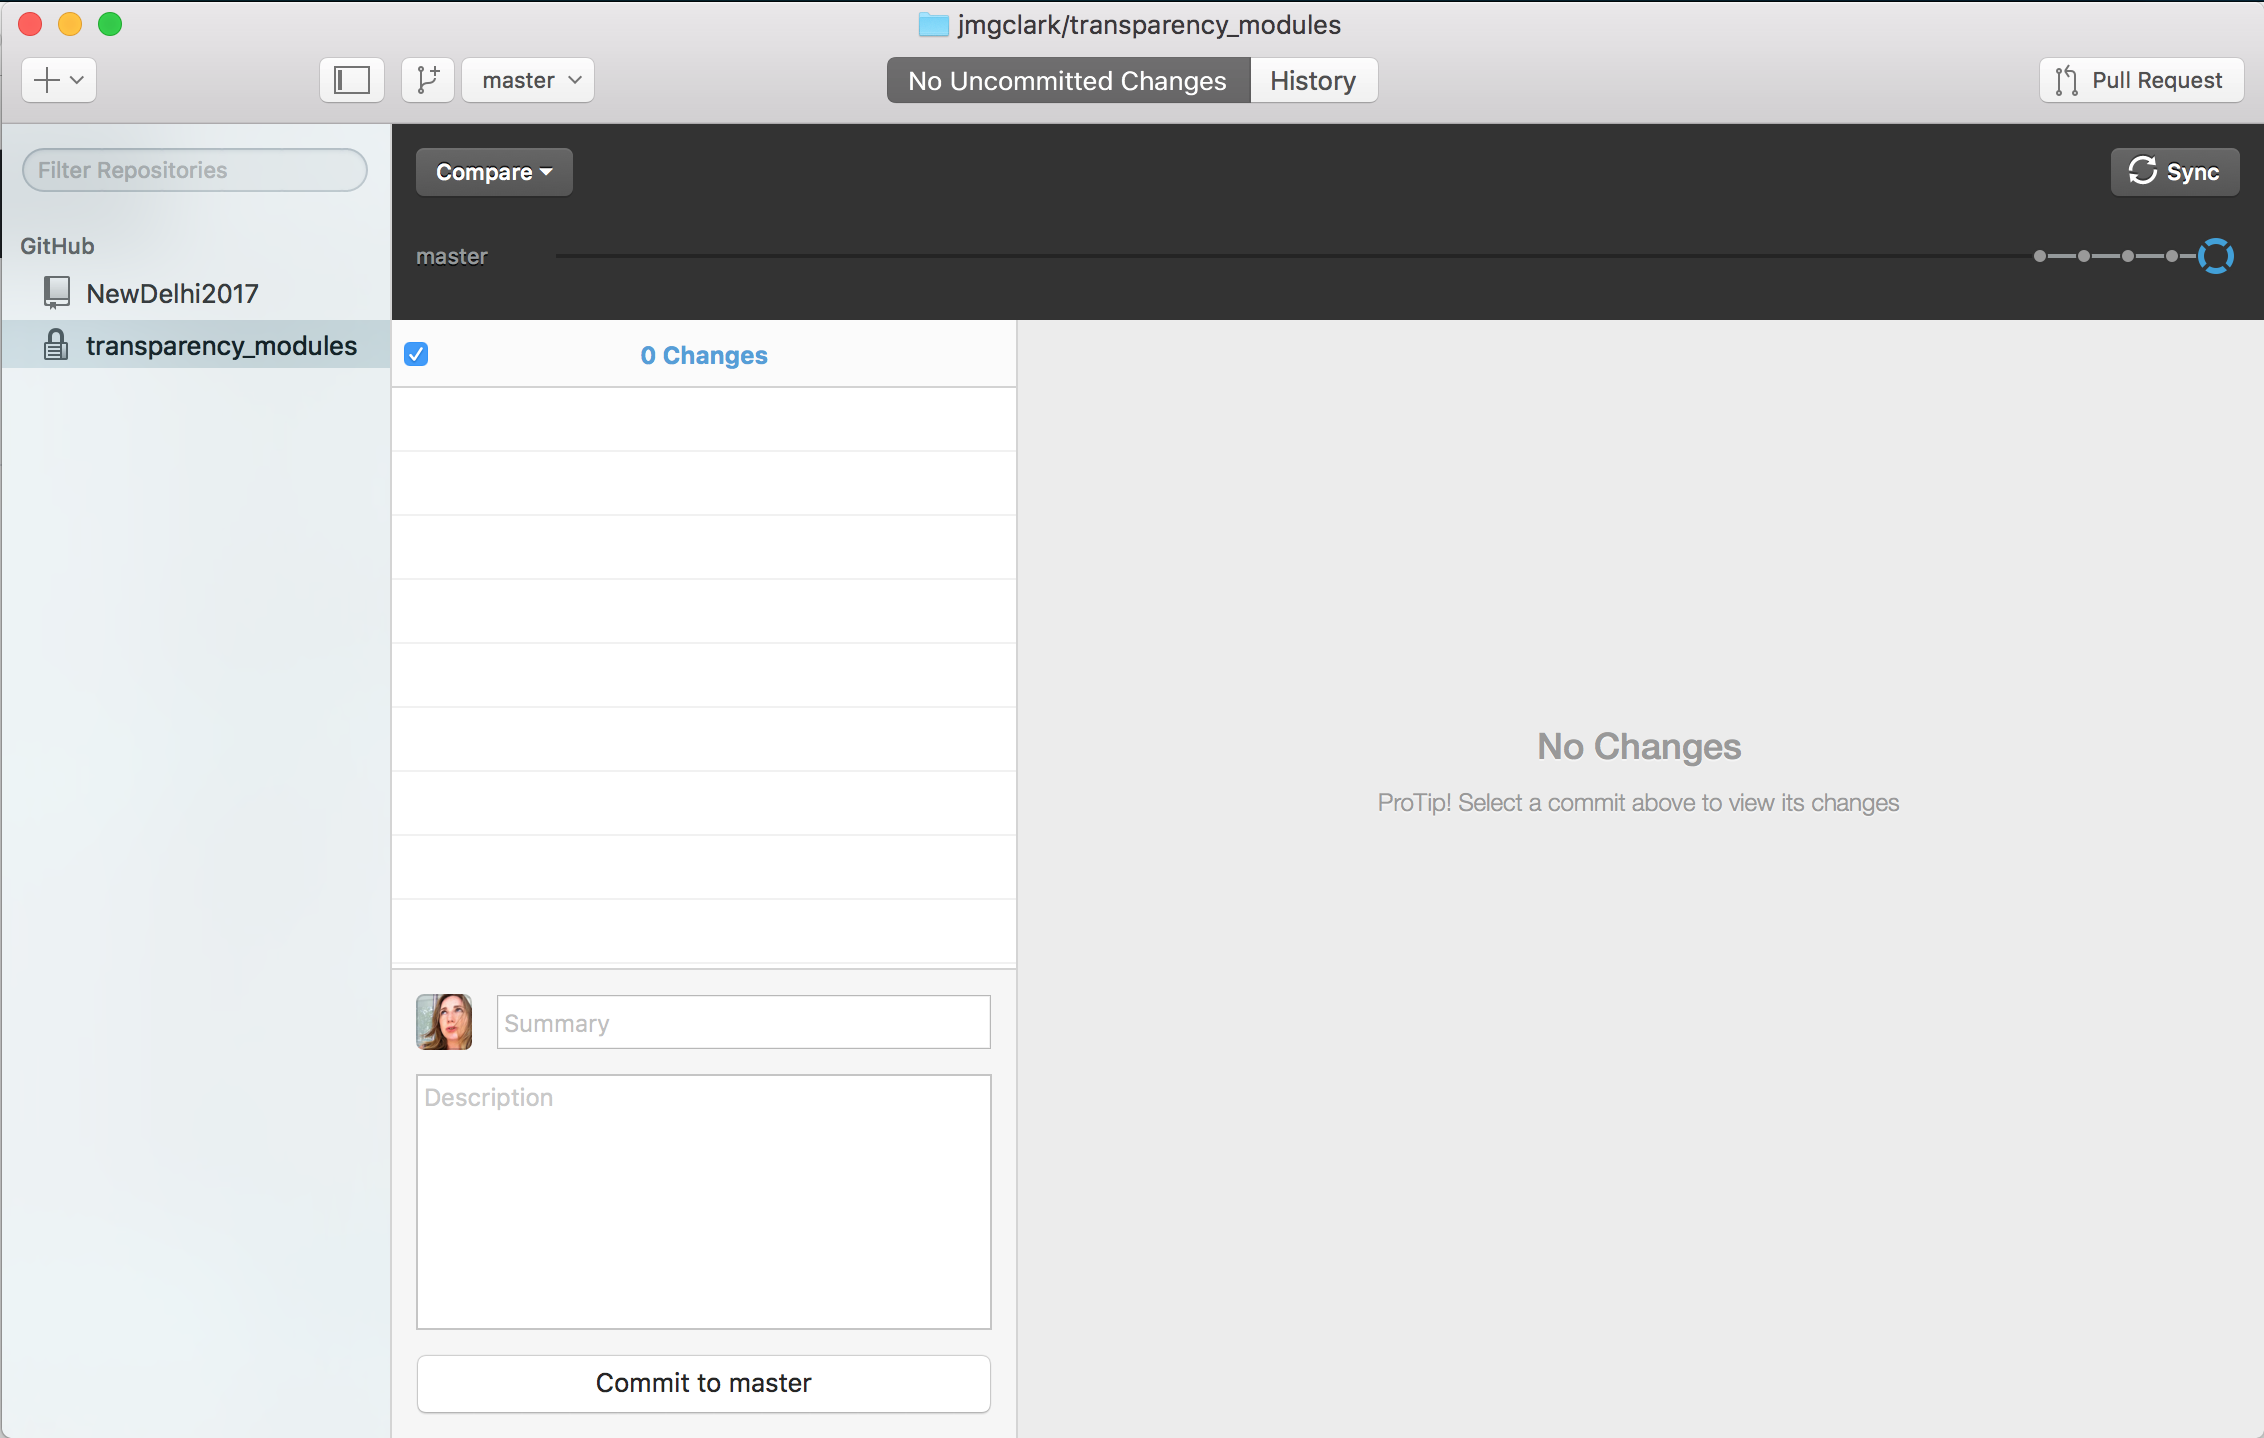 jmgclark/transparency_modules
master
No Uncommitted Changes
History
Pull Request
Filter Repositories
Compare
Sync
GitHub
master
NewDelhi2017
transparency_modules
0 Changes
No Changes
ProTip! Select a commit above to view its changes
Summary
Description
Commit to master